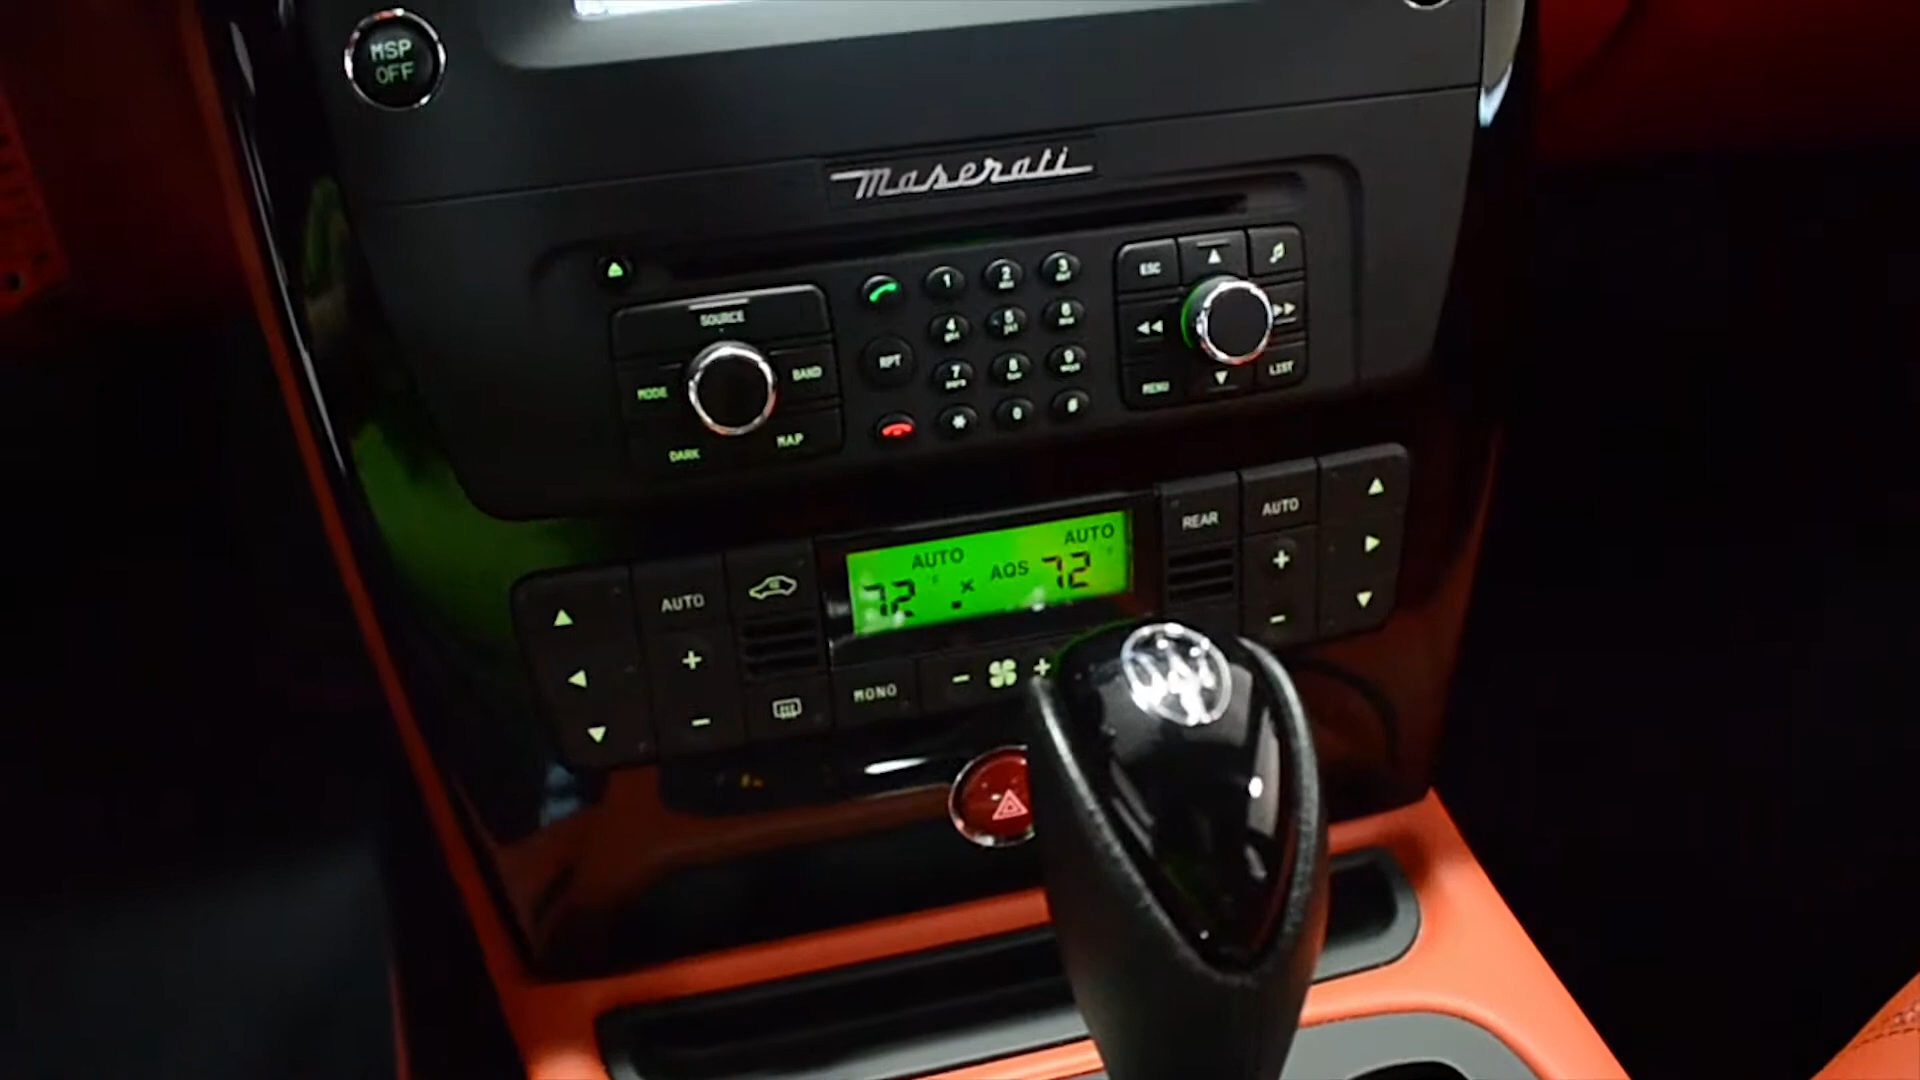 MSP
OFF
Maserati
SOURCE
MODE
BAND
DARK
MAP
RPT
1
2
3
4
5
6
7
8
9
*
0
#
ESC
MENU
LIST
AUTO
AUTO
72
AQS
72
REAR
AUTO
AUTO
+
-
MONO
- +
+
-